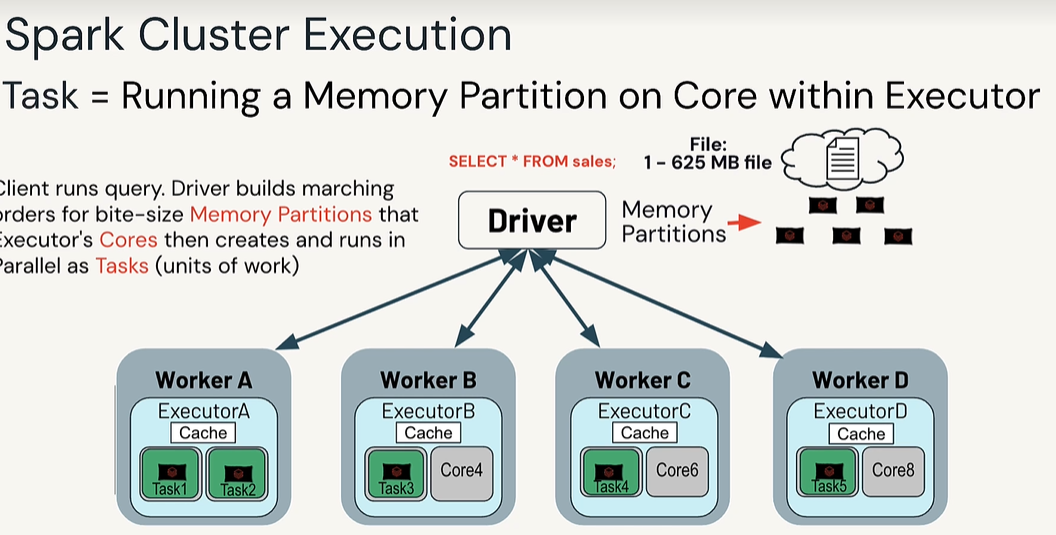 Spark Cluster Execution
Task = Running a Memory Partition on Core within Executor
SELECT * FROM sales;
File:
1 – 625 MB file
Client runs query. Driver builds marching
orders for bite-size Memory Partitions that
Executor's Cores then creates and runs in
Parallel as Tasks (units of work)
Driver
Memory
Partitions
Worker A
ExecutorA
Cache
Task1
Task2
Worker B
ExecutorB
Cache
Task3
Core4
Worker C
ExecutorC
Cache
Task4
Core6
Worker D
ExecutorD
Cache
Task5
Core8